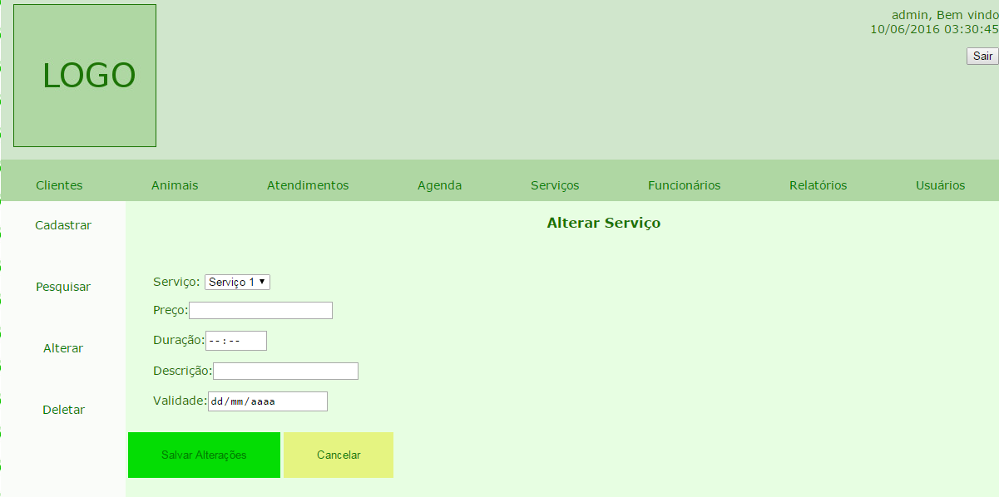 LOGO
admin, Bem vindo
10/06/2016 03:30:45
Sair
Clientes Animais Atendimentos Agenda Serviços Funcionários Relatórios Usuários
Cadastrar
Pesquisar
Alterar
Deletar
Alterar Serviço
Serviço: Serviço 1
Preço:
Duração: --:--
Descrição:
Validade: dd/mm/aaaa
Salvar Alterações Cancelar